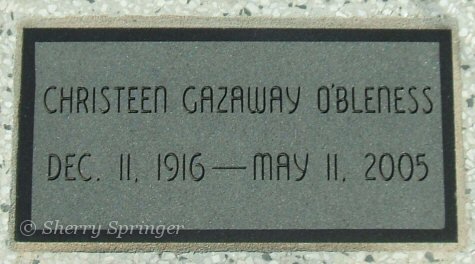 CHRISTEEN GAZAWAY O'BLENESS
DEC. 11, 1916 — MAY 11, 2005
© Sherry Springer